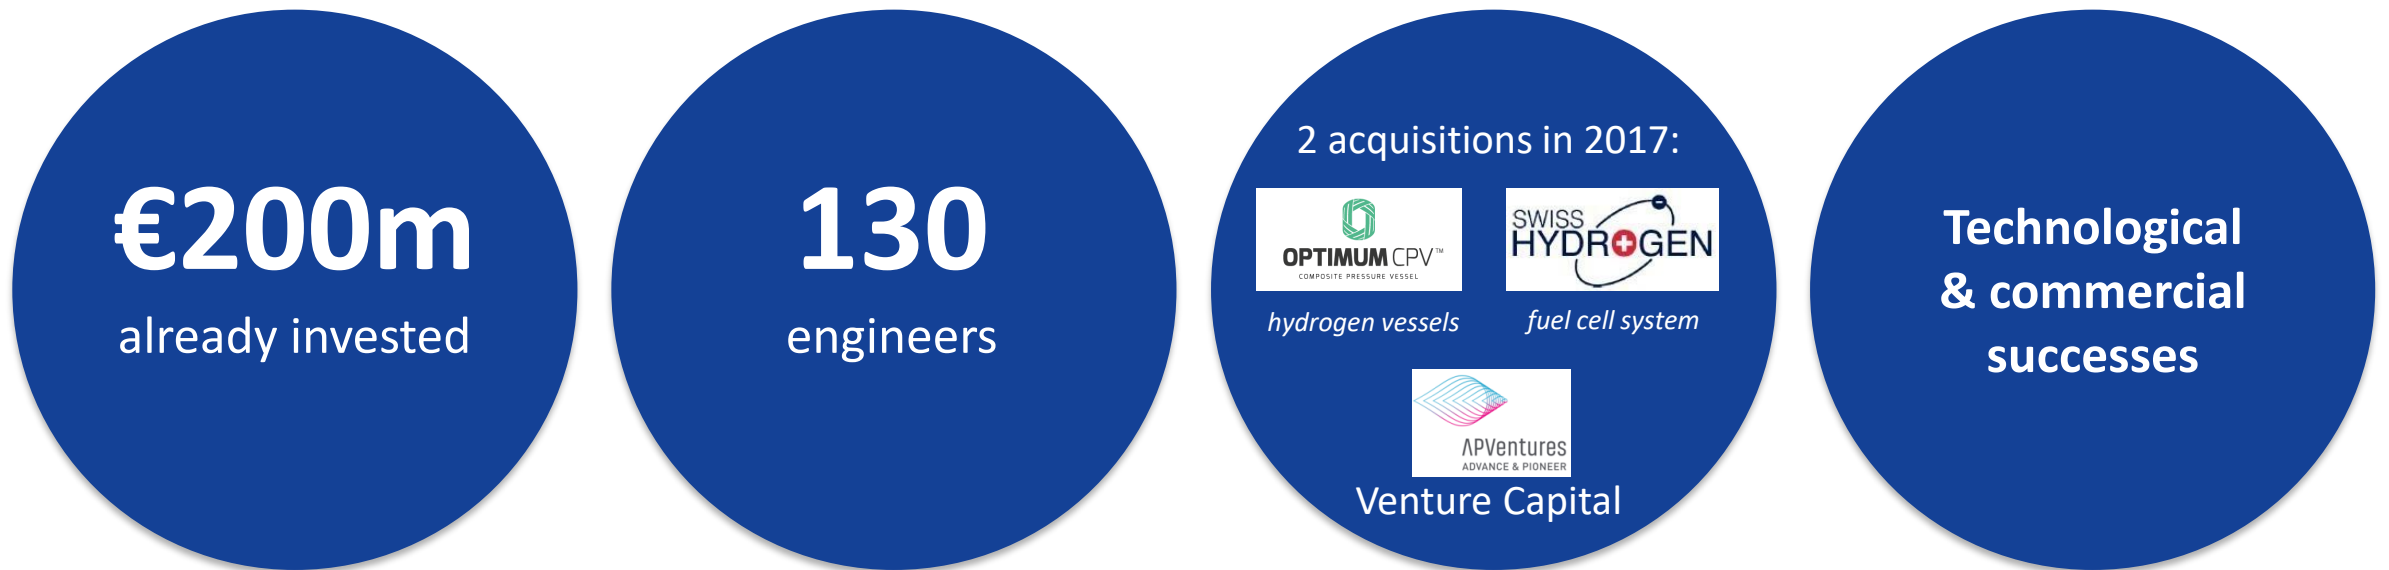 €200m
already invested
130
engineers
2 acquisitions in 2017:
OPTIMUM CPV™
COMPOSITE PRESSURE VESSEL
hydrogen vessels
SWISS
HYDROGEN
fuel cell system
APVentures
ADVANCE & PIONEER
Venture Capital
Technological
& commercial
successes